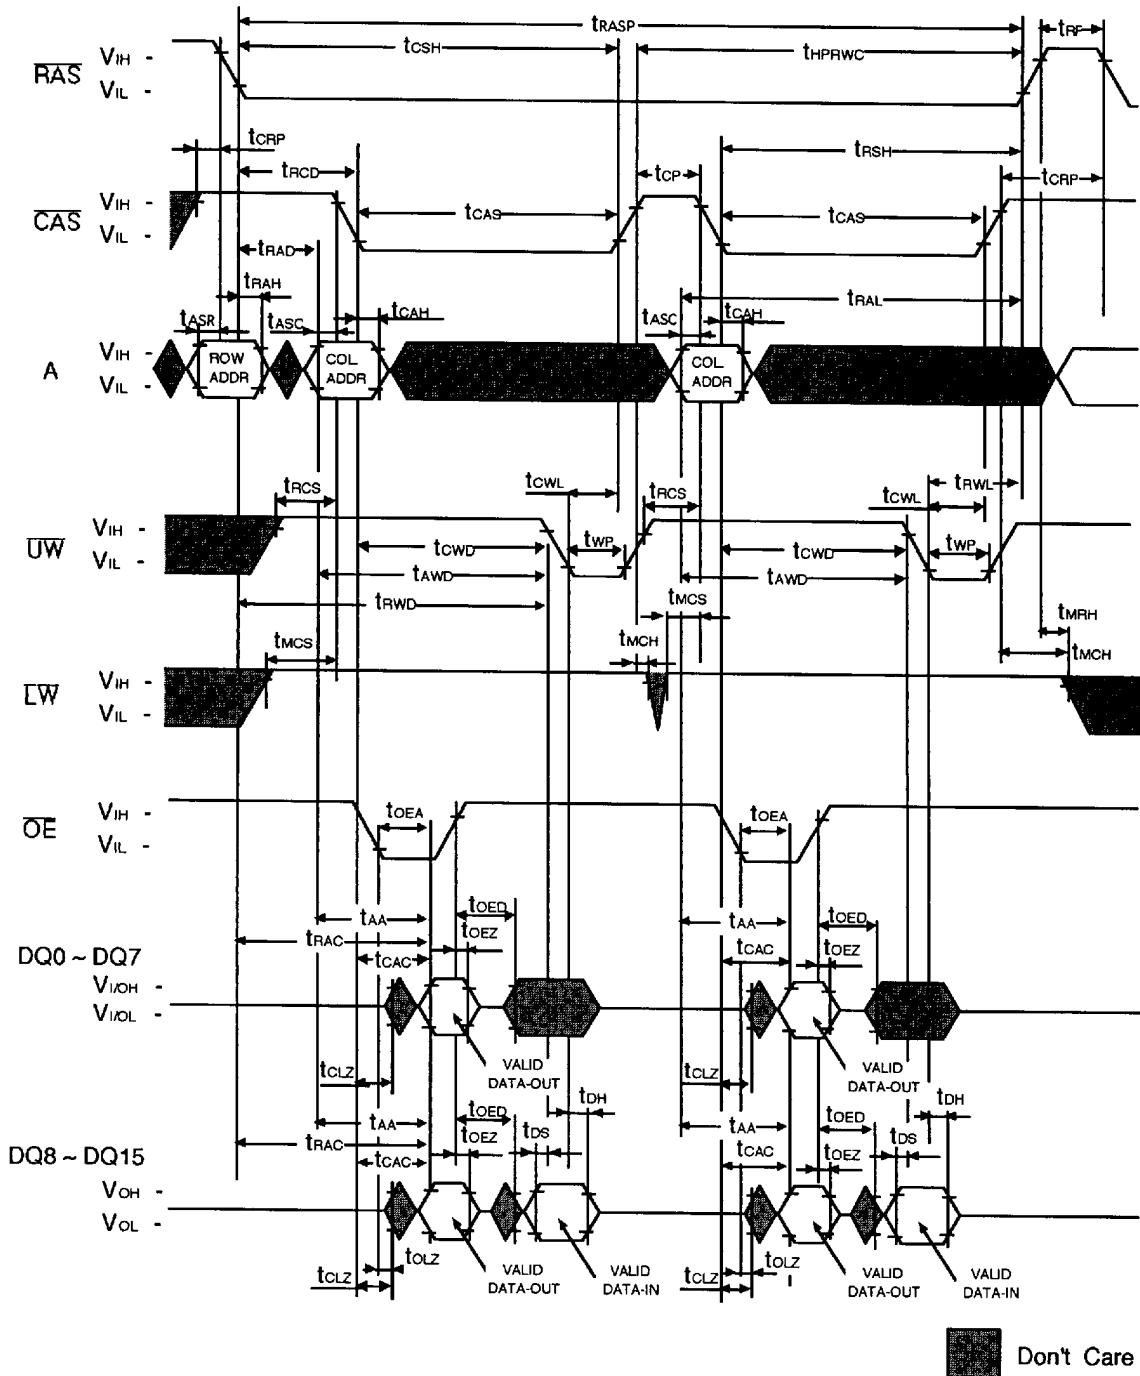 tRASP
tCSH
tHPRWC
tRP
RAS
VIH -
VIL -
tCRP
tRCD
tRSH
tCP
tCRP
CAS
VIH -
VIL -
tCAS
tCAS
tRAD
tRAH
tRAL
tASR
tASC
tCAH
tASC
tCAH
A
VIH -
VIL -
ROW ADDR
COL ADDR
COL ADDR
tRCS
tCWL
tRCS
tCWL
tRWL
UW
VIH -
VIL -
tCWD
tWP
tCWD
tWP
tAWD
tAWD
tRWD
tMCS
tMRH
tMCS
tMCH
tMCH
LW
VIH -
VIL -
OE
VIH -
VIL -
tOEA
tOEA
tAA
tOED
tAA
tOED
tRAC
tOEZ
tOEZ
DQ0 ~ DQ7
tCAC
tCAC
VI/OH -
VI/OL -
tCLZ
VALID DATA-OUT
tCLZ
VALID DATA-OUT
tDH
tDH
tAA
tOED
tAA
tOED
tRAC
tOEZ
tDS
tOEZ
tDS
DQ8 ~ DQ15
tCAC
tCAC
VOH -
VOL -
tOLZ
tOLZ
tCLZ
VALID DATA-OUT
VALID DATA-IN
tCLZ
VALID DATA-OUT
VALID DATA-IN
Don't Care